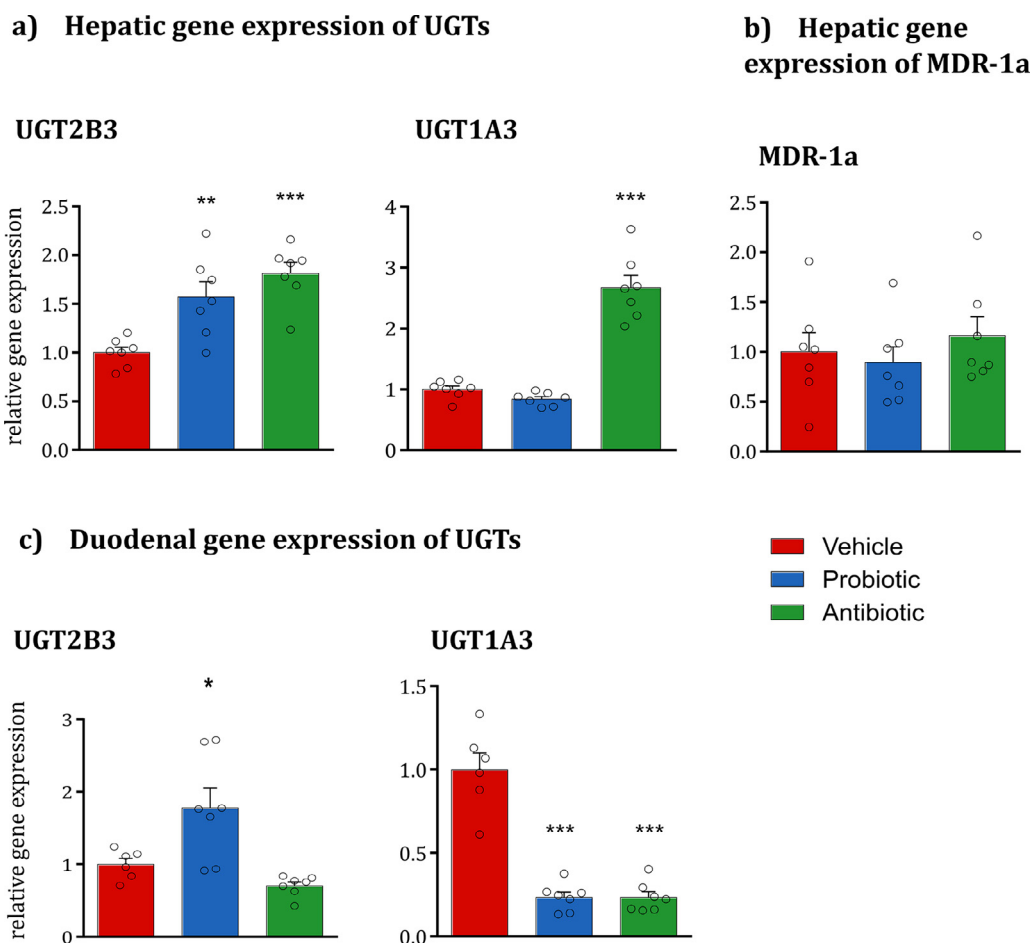 a) Hepatic gene expression of UGTs
b) Hepatic gene
expression of MDR-1a
UGT2B3
UGT1A3
MDR-1a
relative gene expression
2.5
2.0
1.5
1.0
0.5
0.0
**
***
4
3
2
1
0
***
2.5
2.0
1.5
1.0
0.5
0.0
c) Duodenal gene expression of UGTs
Vehicle
Probiotic
Antibiotic
UGT2B3
UGT1A3
relative gene expression
3
2
1
0
*
1.5
1.0
0.5
0.0
***
***